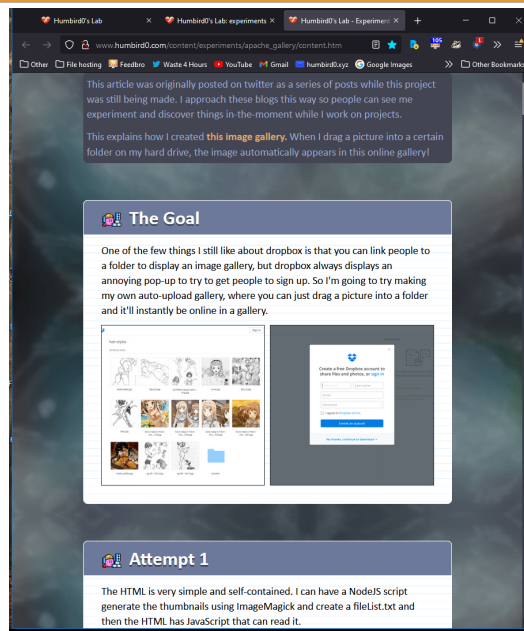 Humbird0's Lab
Humbird0's Lab: experiments
Humbird0's Lab - Experiment
www.humbird0.com/content/experiments/apache_gallery/content.htm
105
Other File hosting Feedbro Waste 4 Hours YouTube Gmail humbird0.xyz Google Images Other Bookmarks
This article was originally posted on twitter as a series of posts while this project
was still being made. I approach these blogs this way so people can see me
experiment and discover things in-the-moment while I work on projects.
This explains how I created this image gallery. When I drag a picture into a certain
folder on my hard drive, the image automatically appears in this online gallery!
The Goal
One of the few things I still like about dropbox is that you can link people to
a folder to display an image gallery, but dropbox always displays an
annoying pop-up to try to get people to sign up. So I'm going to try making
my own auto-upload gallery, where you can just drag a picture into a folder
and it'll instantly be online in a gallery.
Create a free Dropbox account to
share files and photos, or sign in
Attempt 1
The HTML is very simple and self-contained. I can have a NodeJS script
generate the thumbnails using ImageMagick and create a fileList.txt and
then the HTML has JavaScript that can read it.